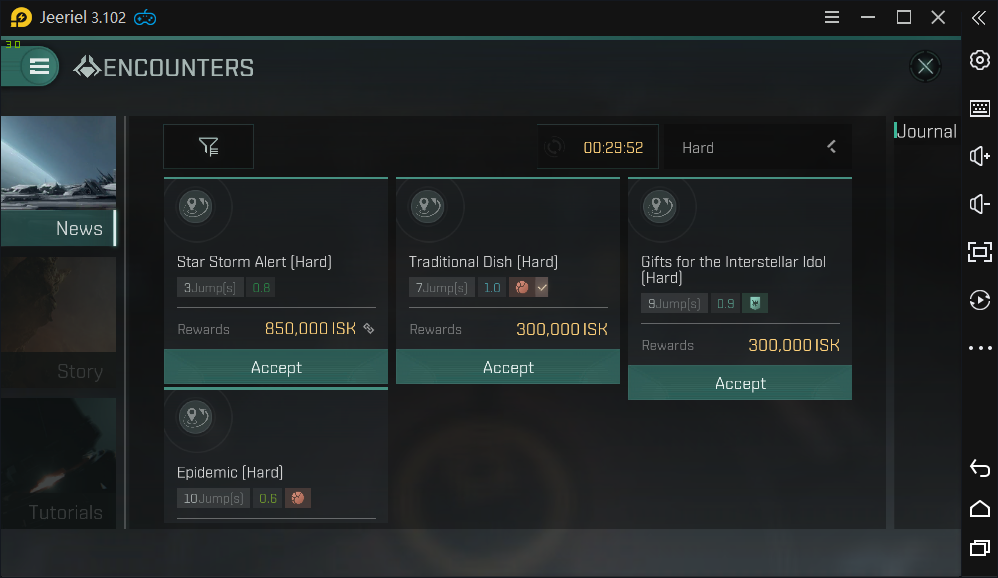 Jeeriel 3.102
30
ENCOUNTERS
00:29:52
Hard
Journal
News
Story
Tutorials
Star Storm Alert (Hard)
3Jump(s) 0.8
Rewards 850,000 ISK
Accept
Traditional Dish (Hard)
7Jump(s) 1.0
Rewards 300,000 ISK
Accept
Gifts for the Interstellar Idol
(Hard)
9Jump(s) 0.9
Rewards 300,000 ISK
Accept
Epidemic (Hard)
10Jump(s) 0.6